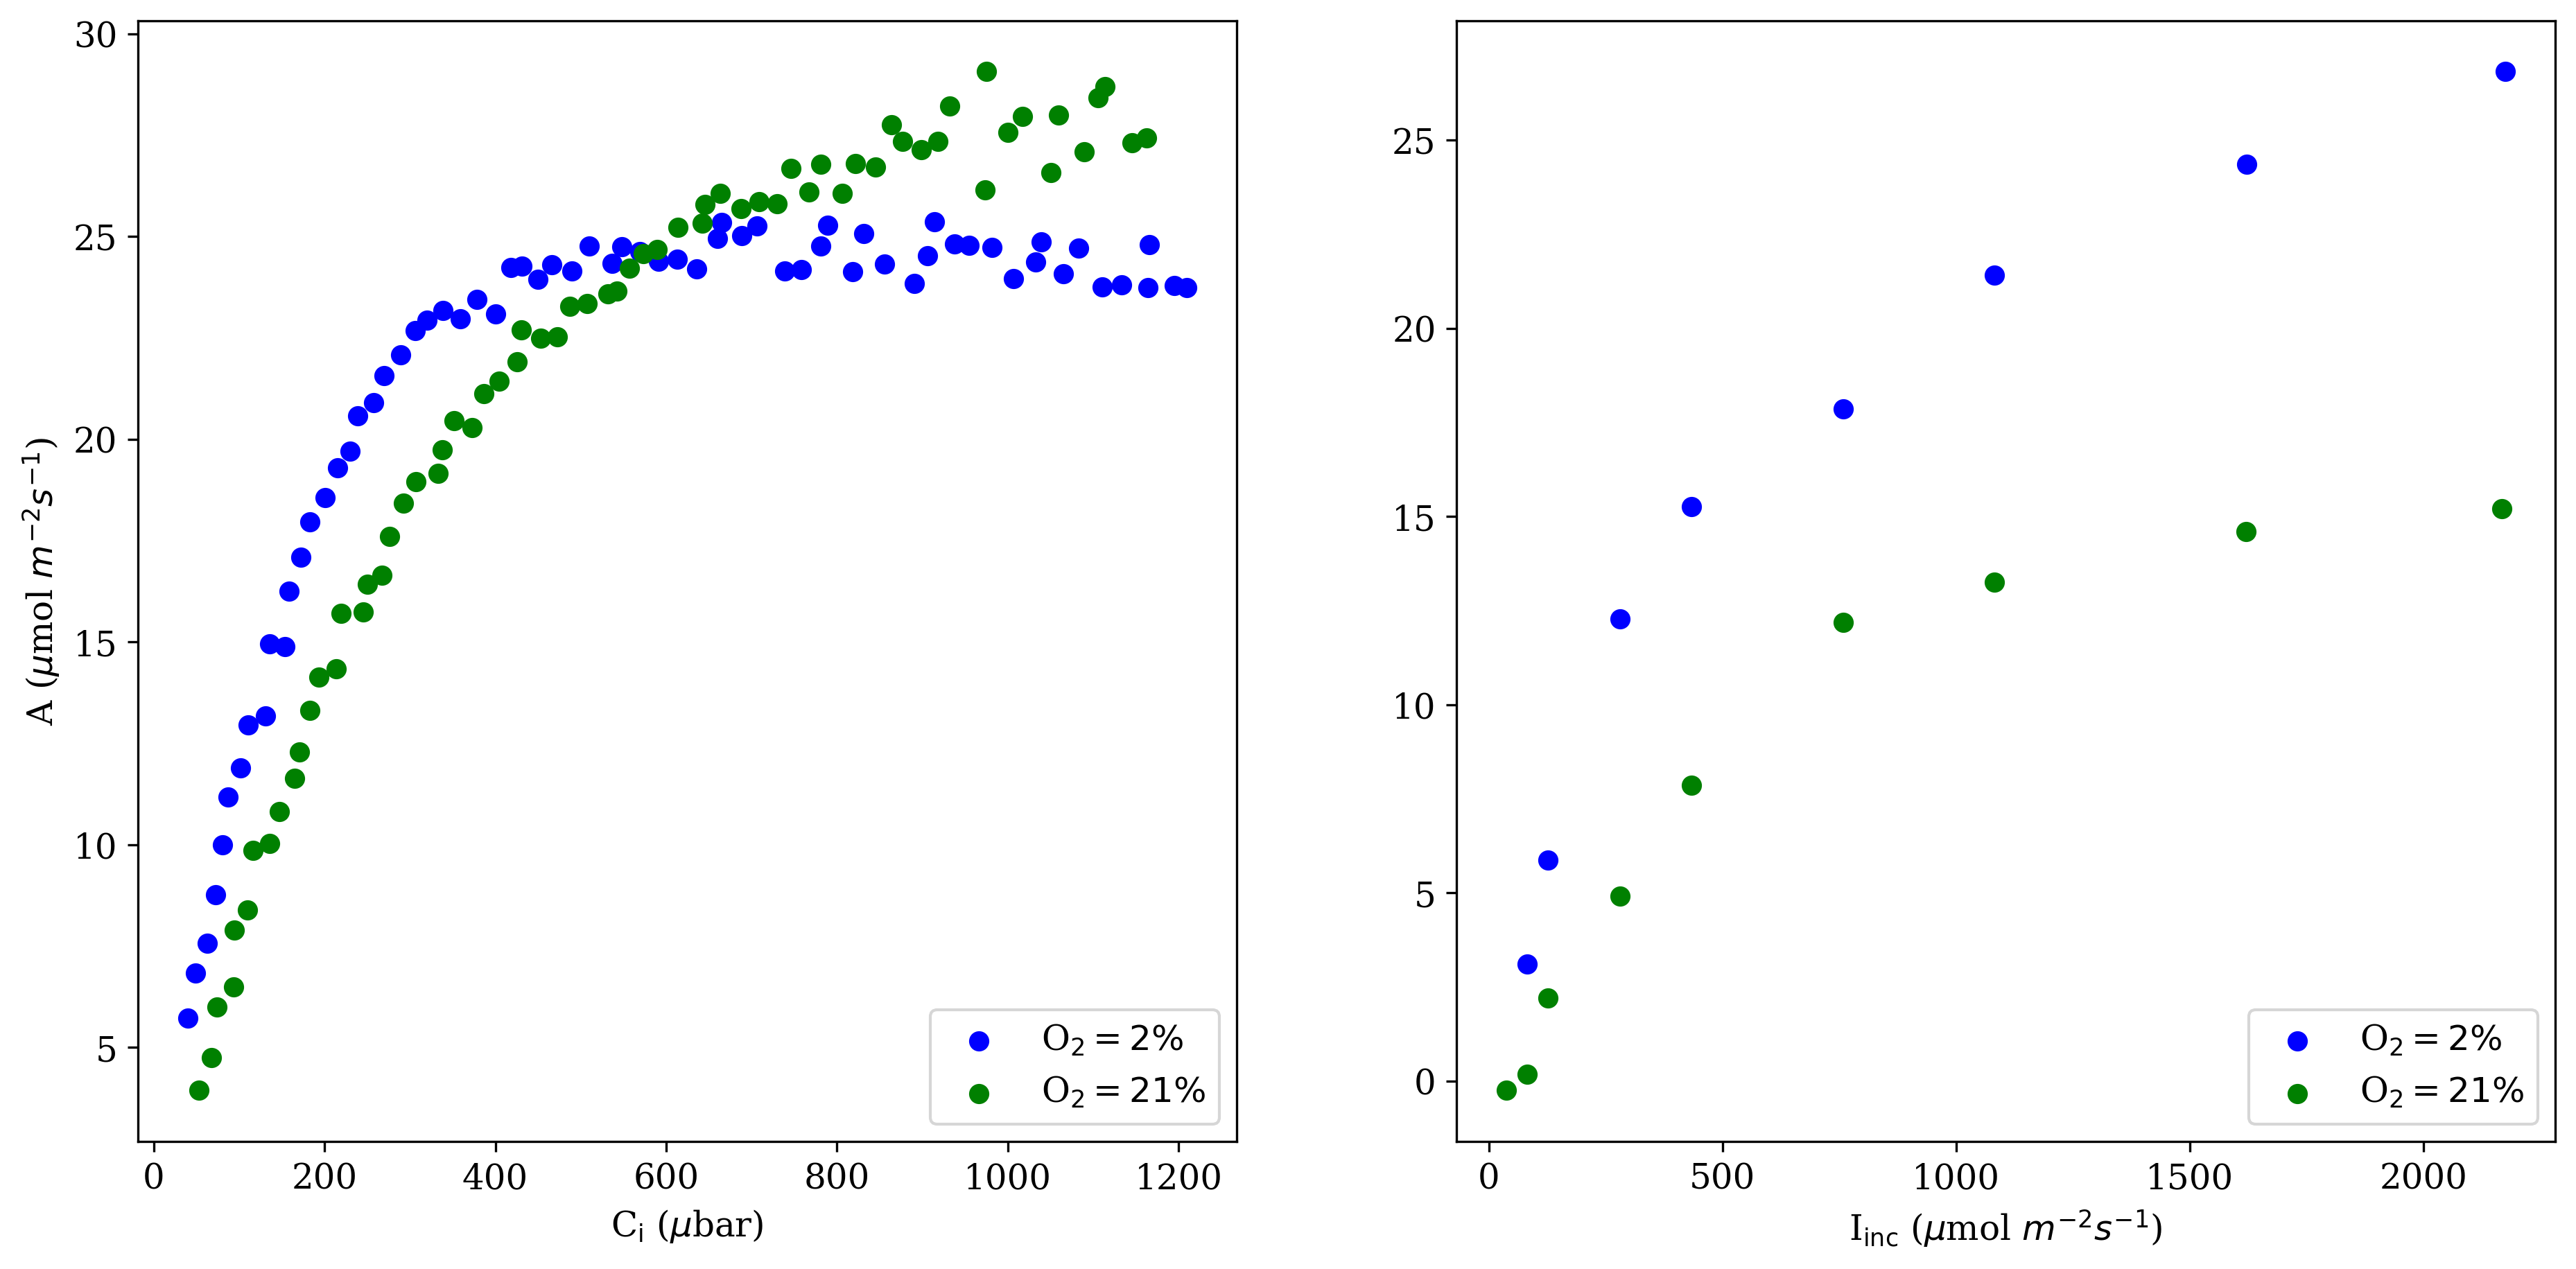 30
25
20
15
10
5
A (μmol m⁻²s⁻¹)
0 200 400 600 800 1000 1200
Cᵢ (μbar)
O₂ = 2%
O₂ = 21%
25
20
15
10
5
0
0 500 1000 1500 2000
I_inc (μmol m⁻²s⁻¹)
O₂ = 2%
O₂ = 21%